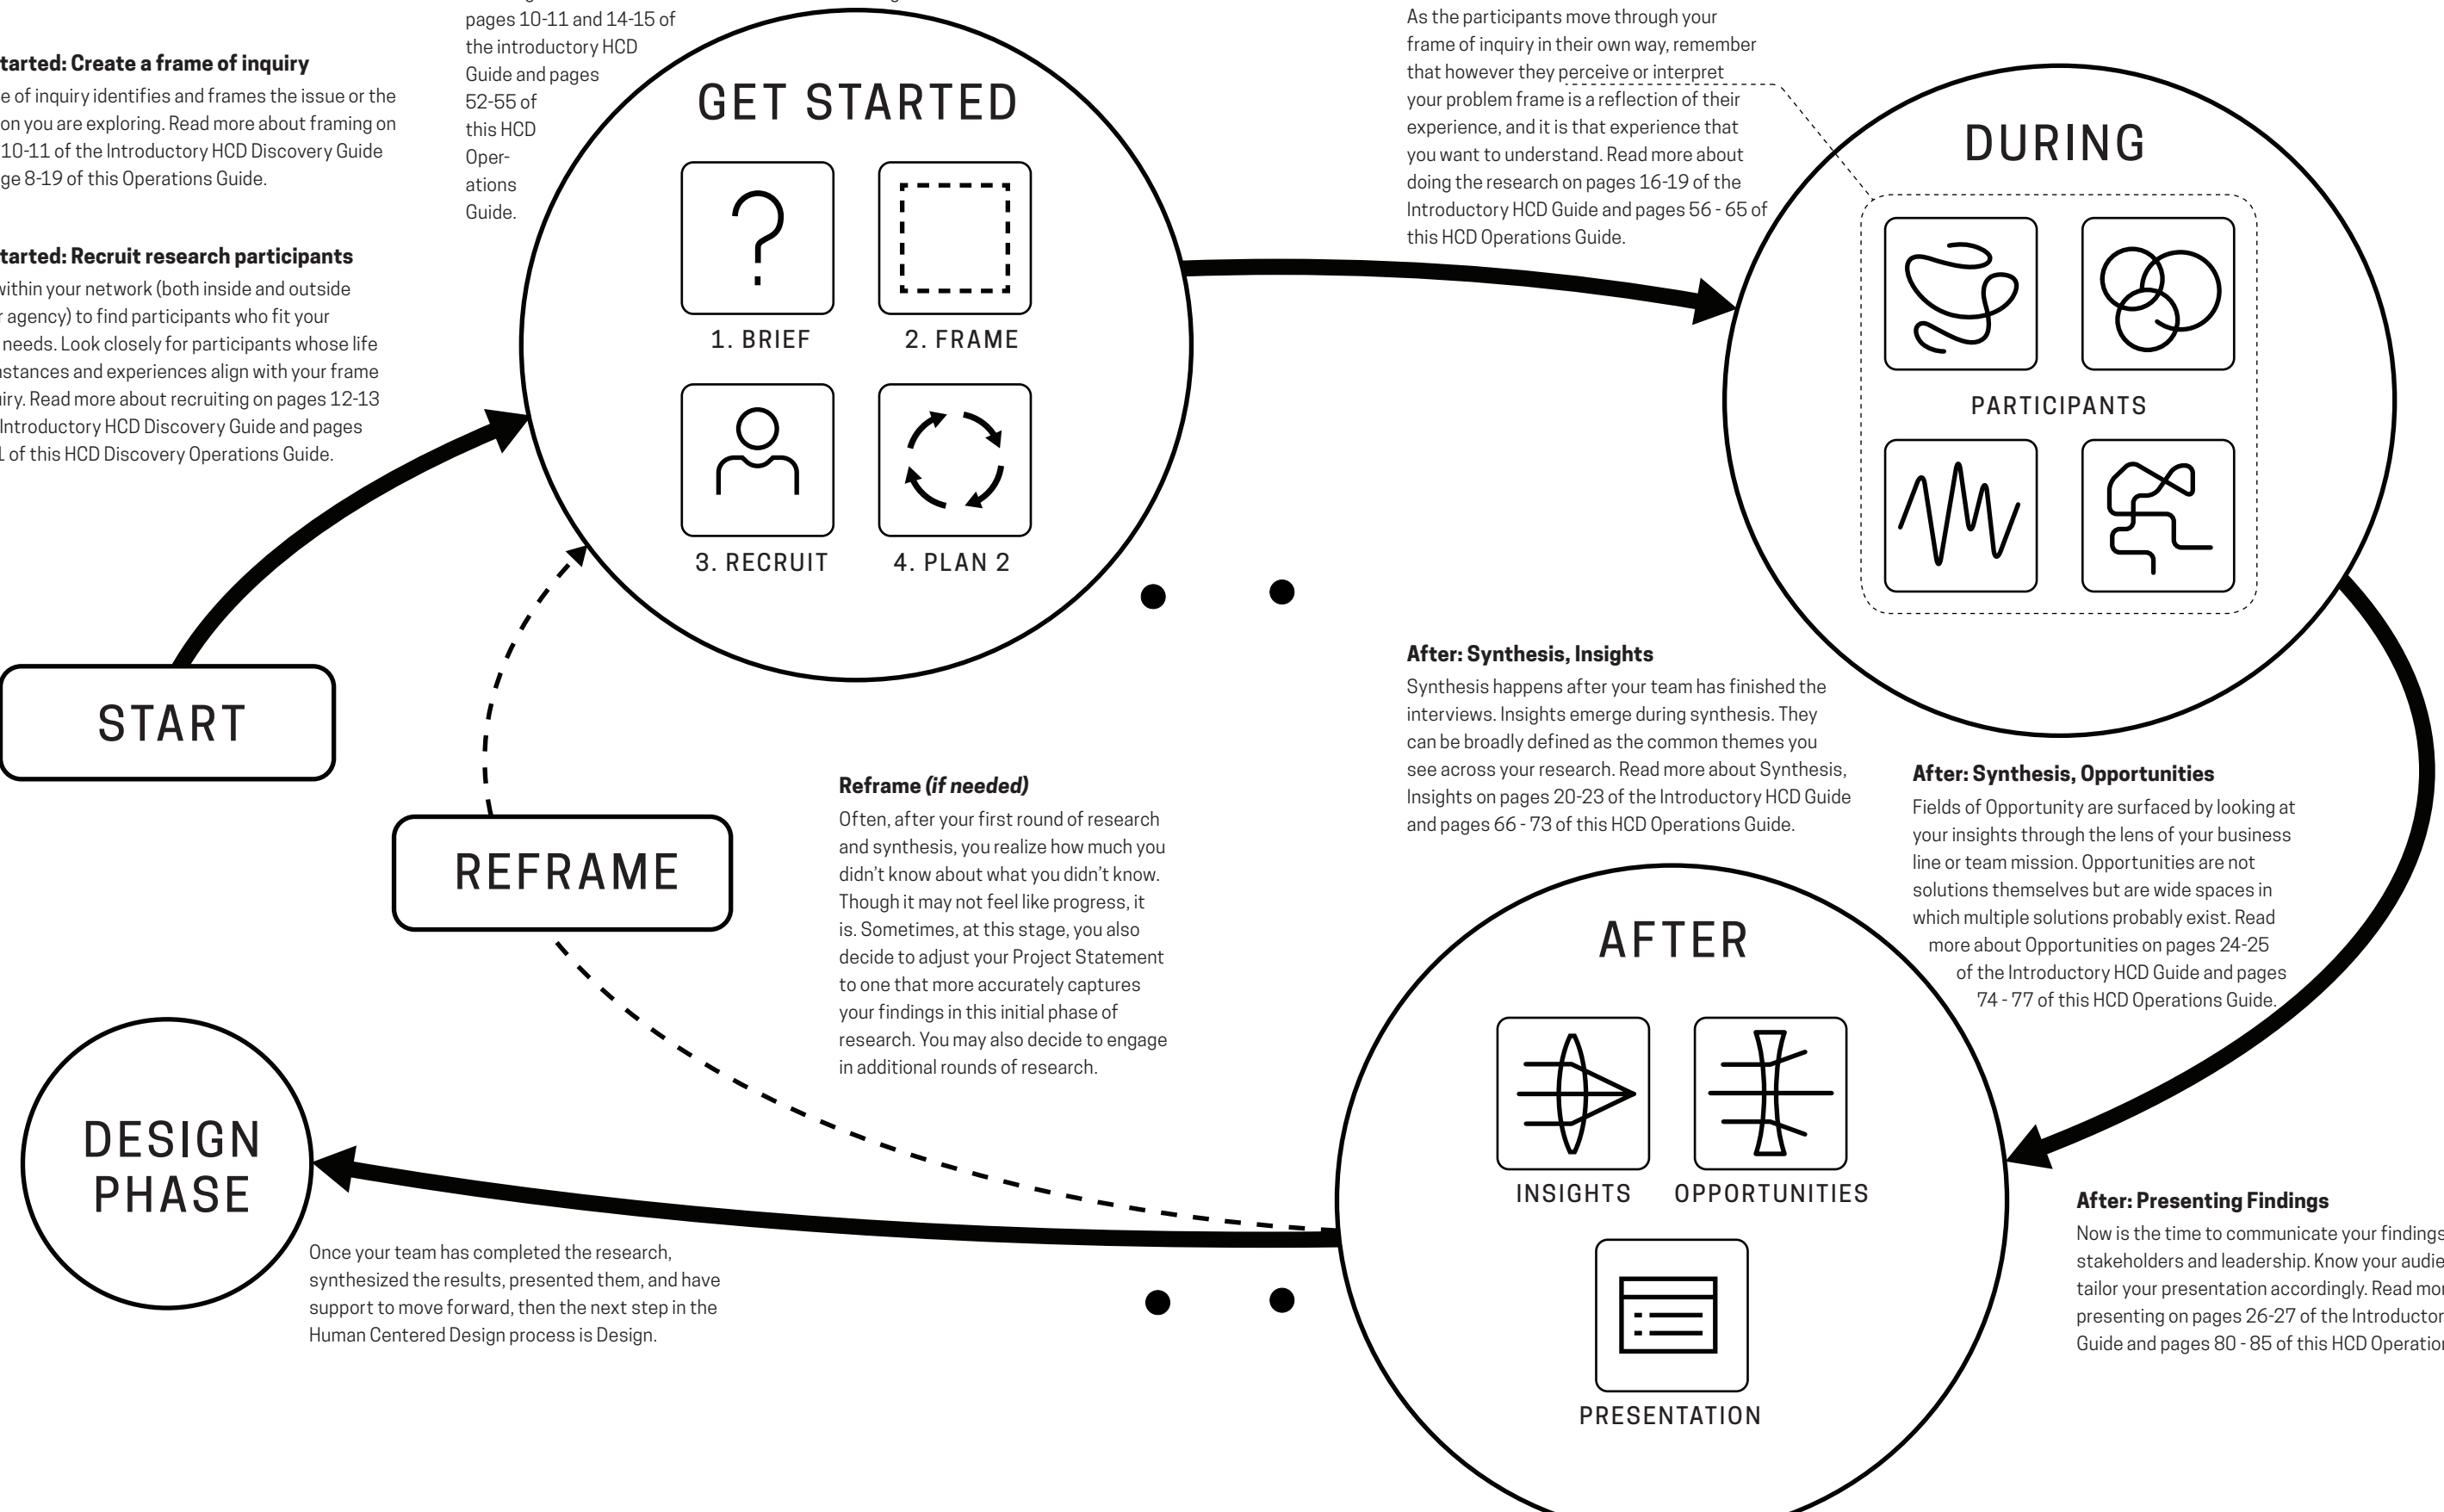 tarted: Create a frame of inquiry
e of inquiry identifies and frames the issue or the
on you are exploring. Read more about framing on
10-11 of the Introductory HCD Discovery Guide
ge 8-19 of this Operations Guide.
tarted: Recruit research participants
within your network (both inside and outside
r agency) to find participants who fit your
needs. Look closely for participants whose life
nstances and experiences align with your frame
uiry. Read more about recruiting on pages 12-13
Introductory HCD Discovery Guide and pages
1 of this HCD Discovery Operations Guide.
pages 10-11 and 14-15 of
the introductory HCD
Guide and pages
52-55 of
this HCD
Oper-
ations
Guide.
GET STARTED
1. BRIEF
2. FRAME
3. RECRUIT
4. PLAN 2
As the participants move through your
frame of inquiry in their own way, remember
that however they perceive or interpret
your problem frame is a reflection of their
experience, and it is that experience that
you want to understand. Read more about
doing the research on pages 16-19 of the
Introductory HCD Guide and pages 56 - 65 of
this HCD Operations Guide.
DURING
PARTICIPANTS
START
REFRAME
Reframe (if needed)
Often, after your first round of research
and synthesis, you realize how much you
didn't know about what you didn't know.
Though it may not feel like progress, it
is. Sometimes, at this stage, you also
decide to adjust your Project Statement
to one that more accurately captures
your findings in this initial phase of
research. You may also decide to engage
in additional rounds of research.
After: Synthesis, Insights
Synthesis happens after your team has finished the
interviews. Insights emerge during synthesis. They
can be broadly defined as the common themes you
see across your research. Read more about Synthesis,
Insights on pages 20-23 of the Introductory HCD Guide
and pages 66 - 73 of this HCD Operations Guide.
After: Synthesis, Opportunities
Fields of Opportunity are surfaced by looking at
your insights through the lens of your business
line or team mission. Opportunities are not
solutions themselves but are wide spaces in
which multiple solutions probably exist. Read
more about Opportunities on pages 24-25
of the Introductory HCD Guide and pages
74 - 77 of this HCD Operations Guide.
AFTER
INSIGHTS
OPPORTUNITIES
PRESENTATION
DESIGN
PHASE
Once your team has completed the research,
synthesized the results, presented them, and have
support to move forward, then the next step in the
Human Centered Design process is Design.
After: Presenting Findings
Now is the time to communicate your findings
stakeholders and leadership. Know your audie
tailor your presentation accordingly. Read mor
presenting on pages 26-27 of the Introductor
Guide and pages 80 - 85 of this HCD Operation